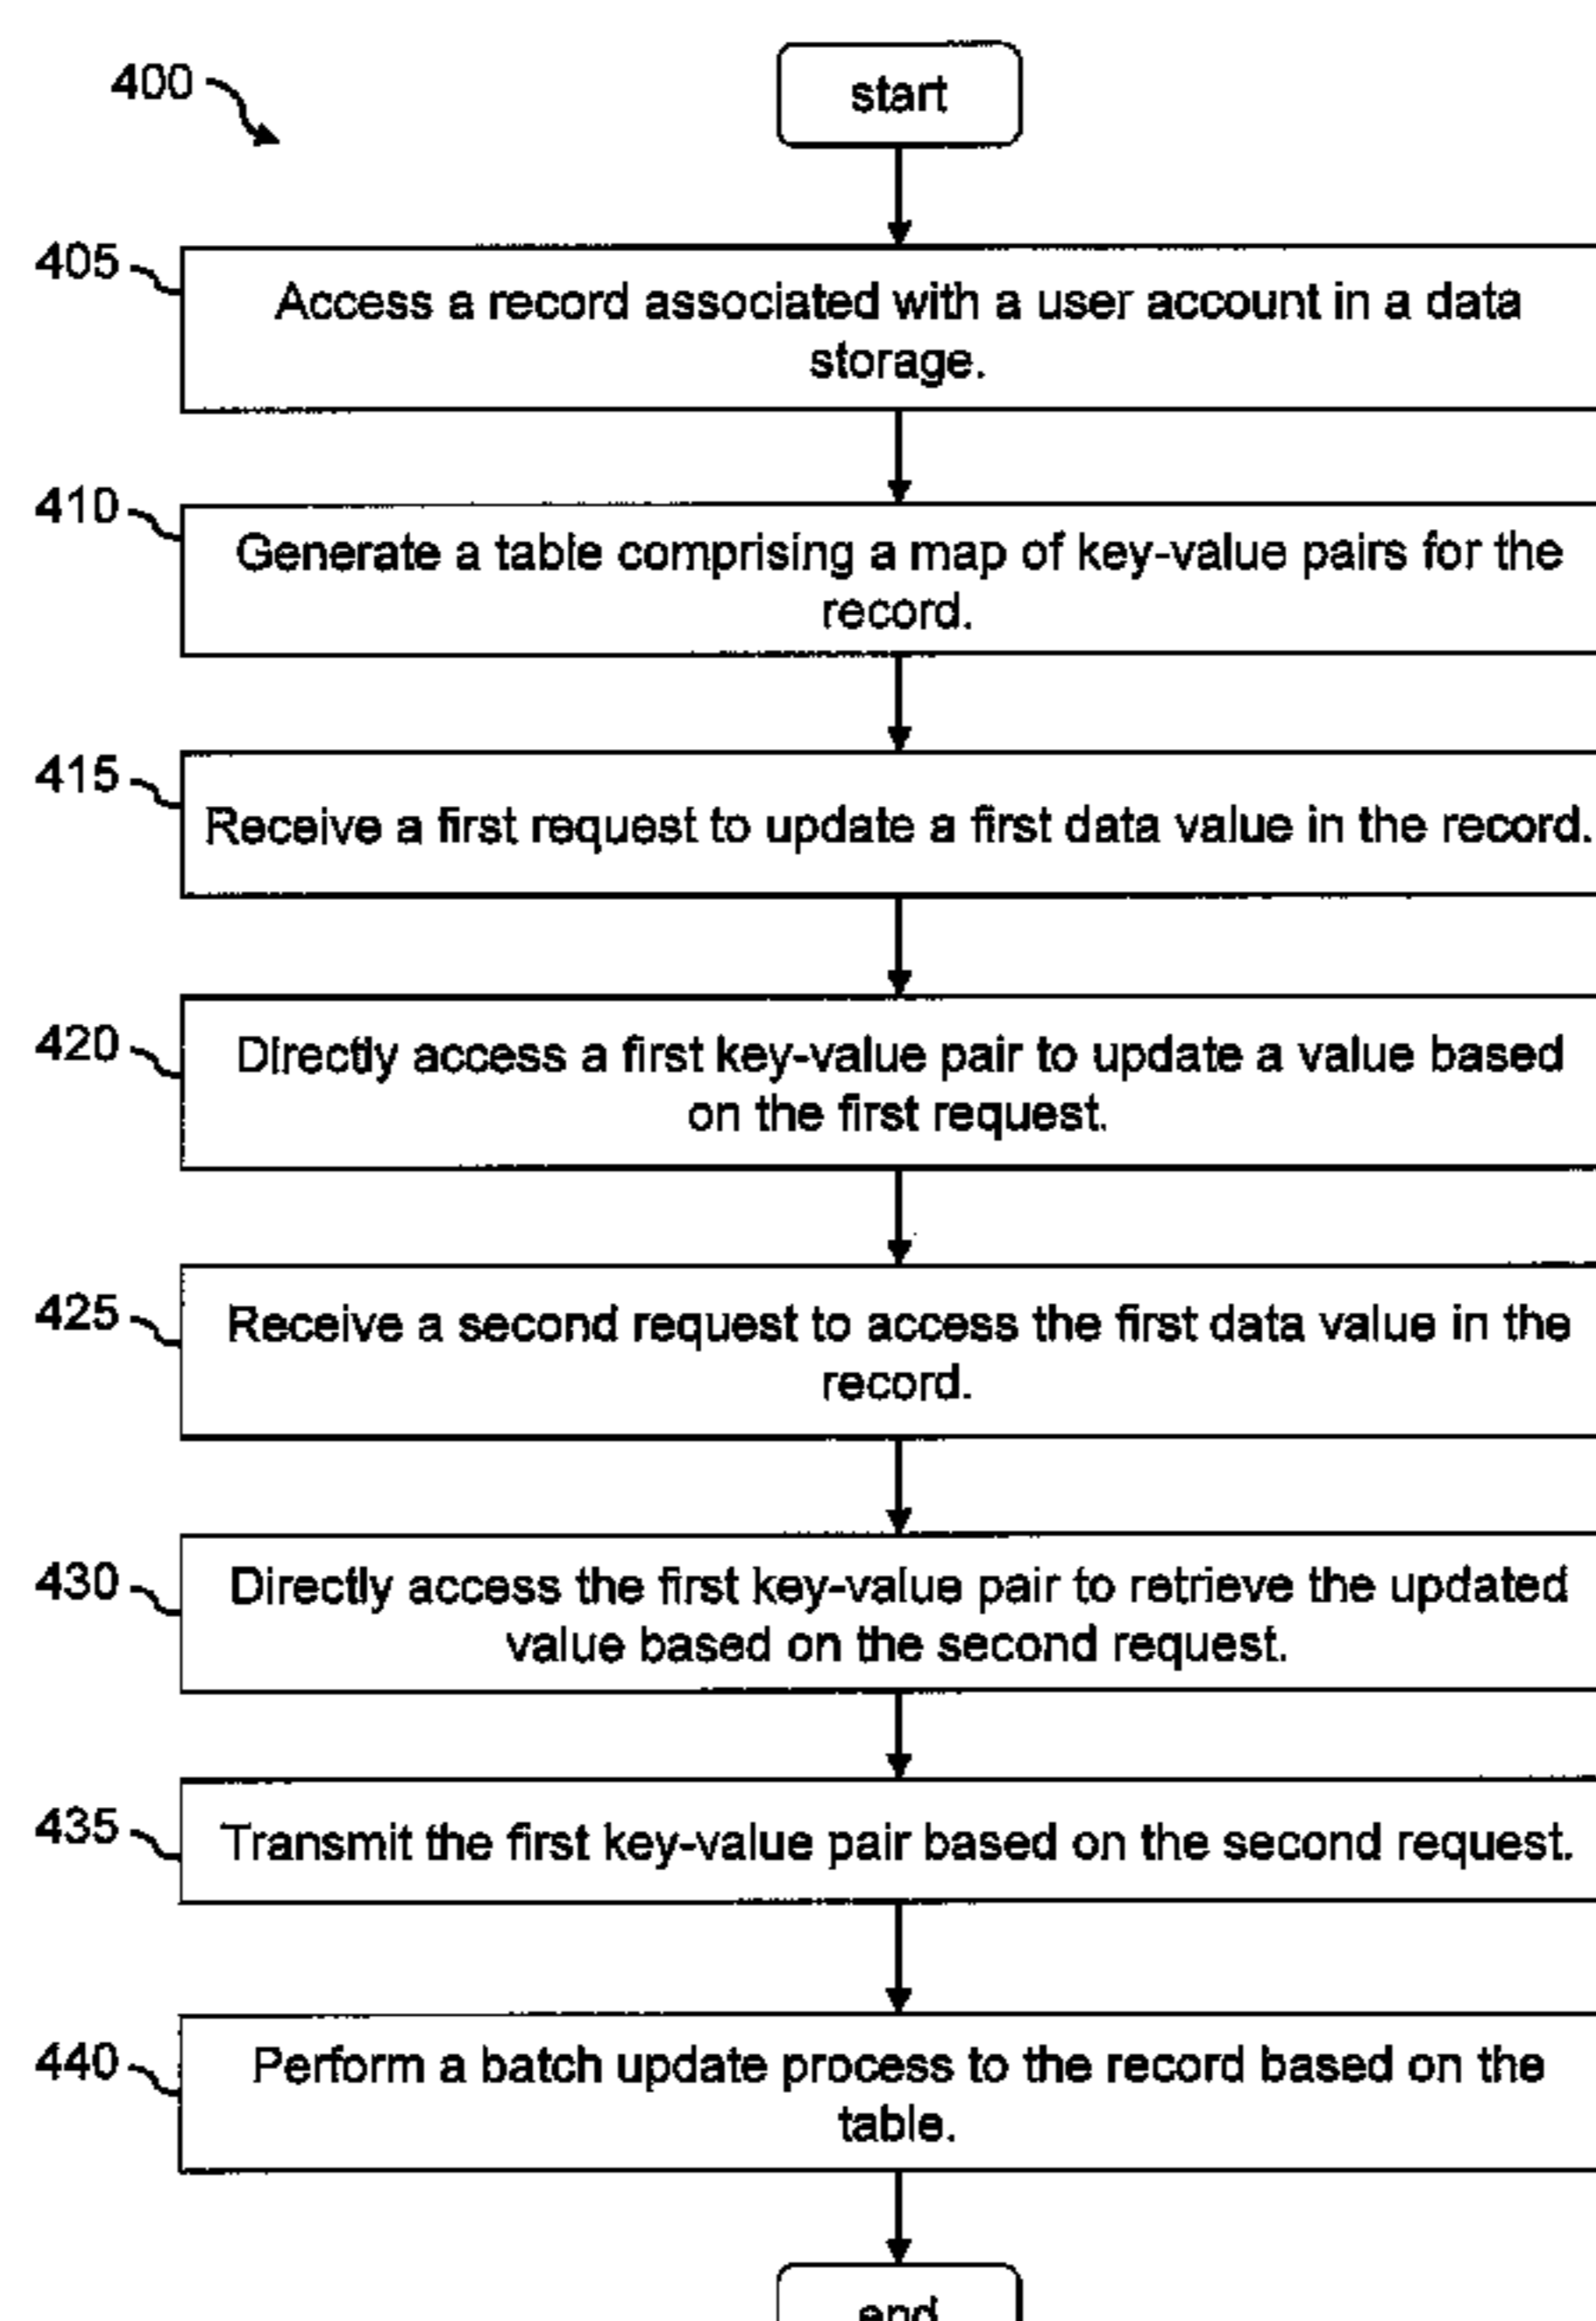 400
start
405
Access a record associated with a user account in a data
storage.
410
Generate a table comprising a map of key-value pairs for the
record.
415
Receive a first request to update a first data value in the record.
420
Directly access a first key-value pair to update a value based
on the first request.
425
Receive a second request to access the first data value in the
record.
430
Directly access the first key-value pair to retrieve the updated
value based on the second request.
435
Transmit the first key-value pair based on the second request.
440
Perform a batch update process to the record based on the
table.
end